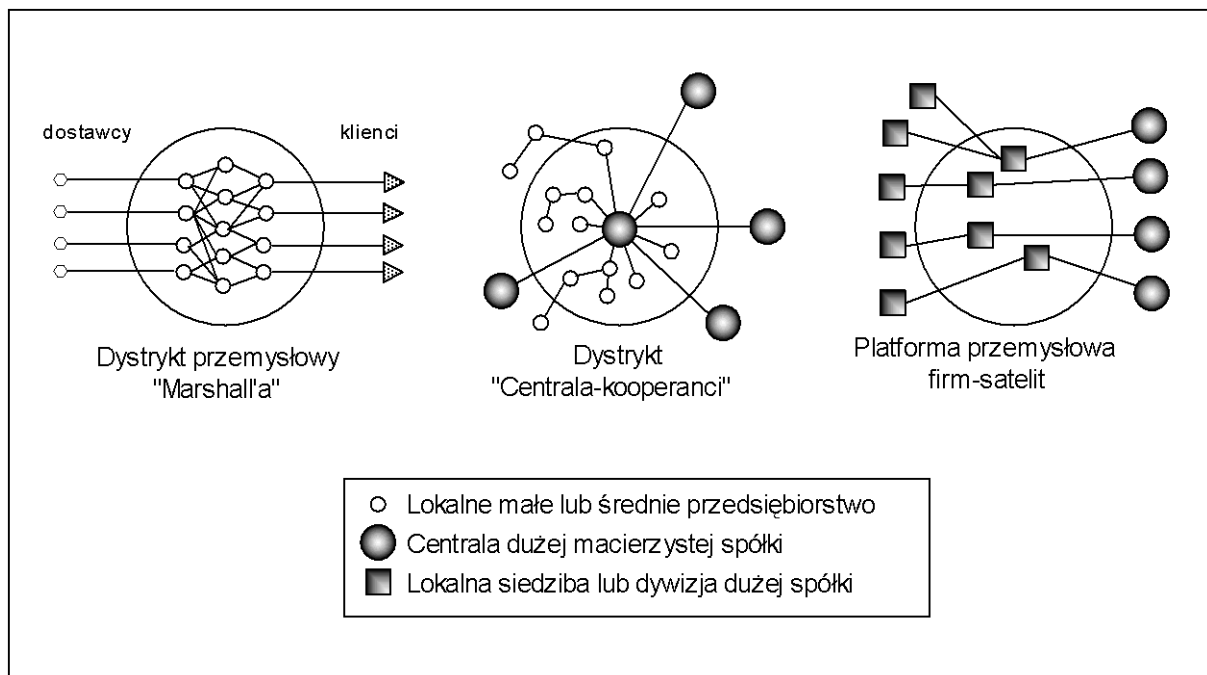 dostawcy
klienci
Dystrykt przemysłowy
"Marshall'a"
Dystrykt
"Centrala-kooperanci"
Platforma przemysłowa
firm-satelit
Lokalne małe lub średnie przedsiębiorstwo
Centrala dużej macierzystej spółki
Lokalna siedziba lub dywizja dużej spółki